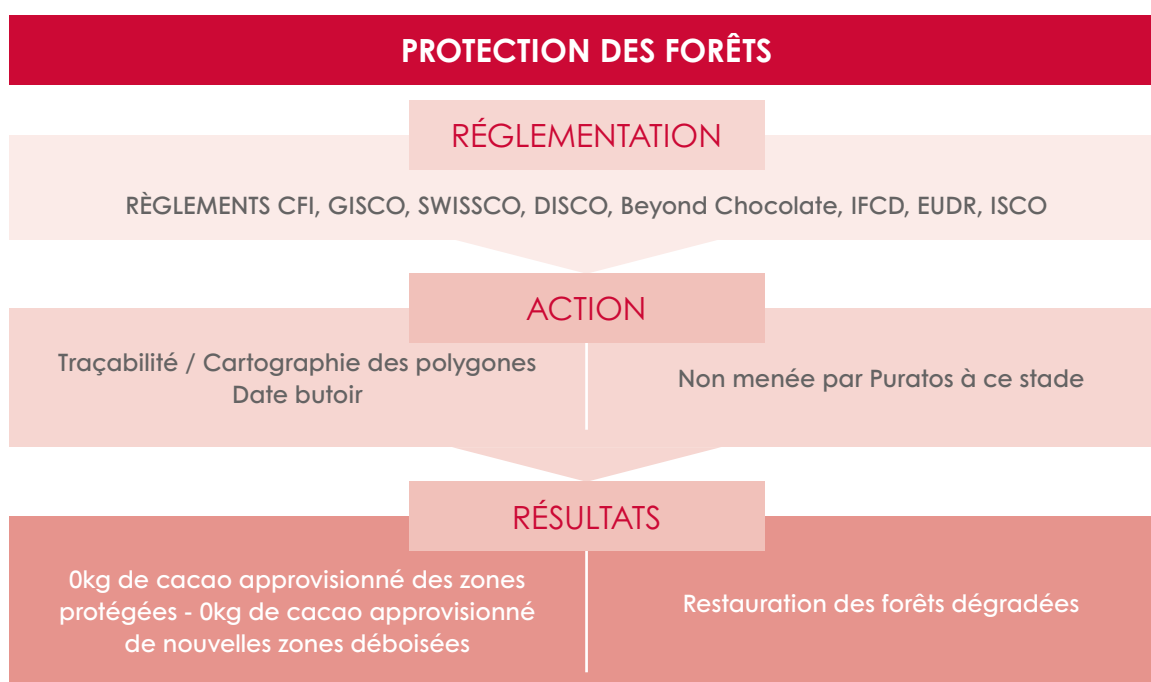 PROTECTION DES FORÊTS
RÉGLEMENTATION
RÈGLEMENTS CFI, GISCO, SWISSCO, DISCO, Beyond Chocolate, IFCD, EUDR, ISCO
ACTION
Traçabilité / Cartographie des polygones
Date butoir
Non menée par Puratos à ce stade
RÉSULTATS
0kg de cacao approvisionné des zones
protégées - 0kg de cacao approvisionné
de nouvelles zones déboisées
Restauration des forêts dégradées